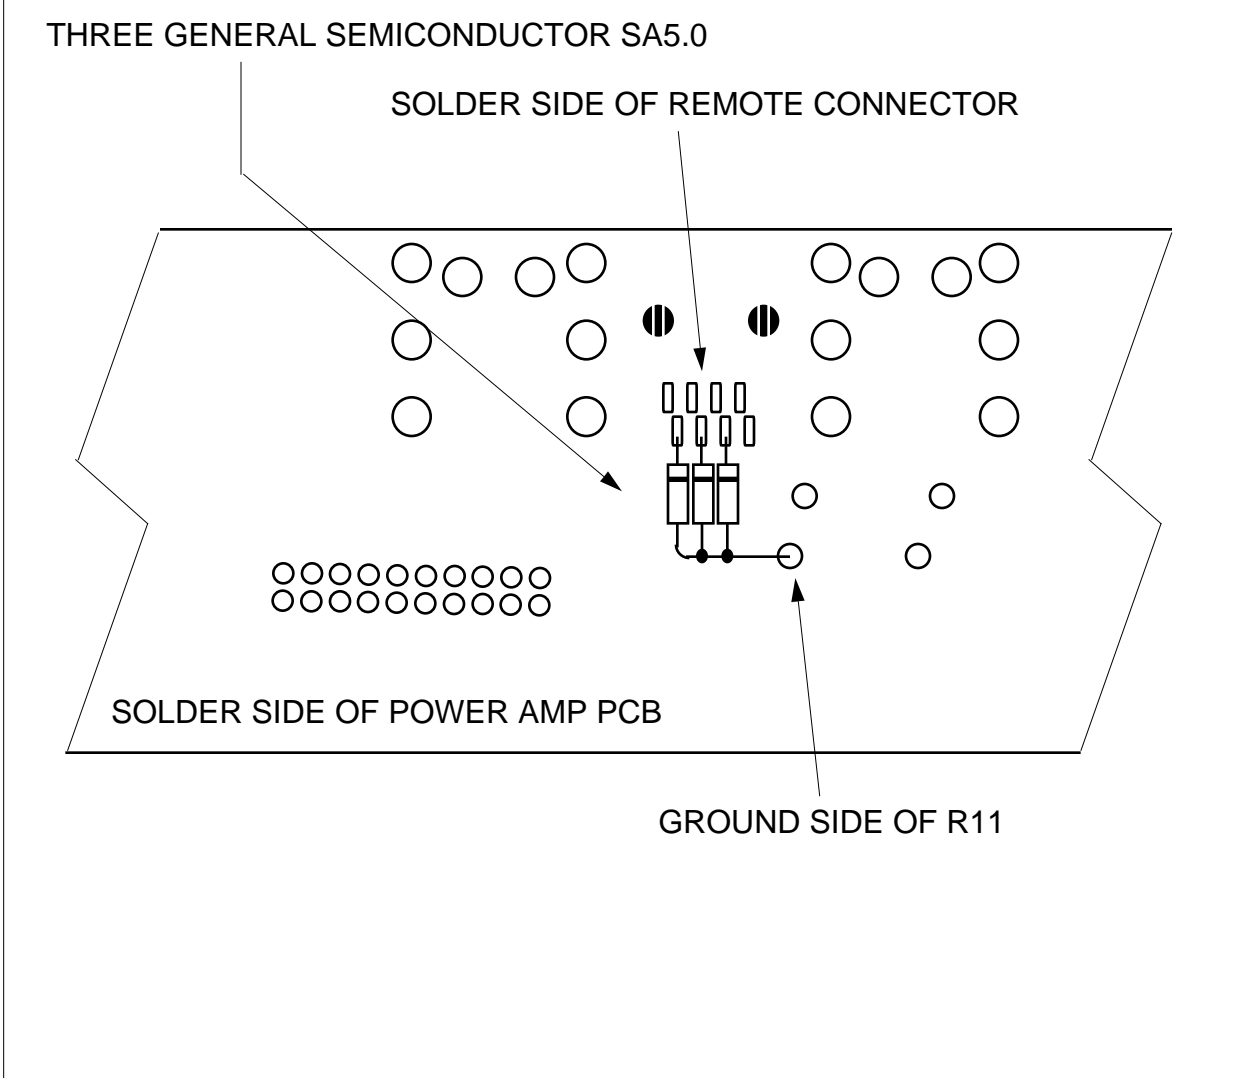 THREE GENERAL SEMICONDUCTOR SA5.0
SOLDER SIDE OF REMOTE CONNECTOR
SOLDER SIDE OF POWER AMP PCB
GROUND SIDE OF R11